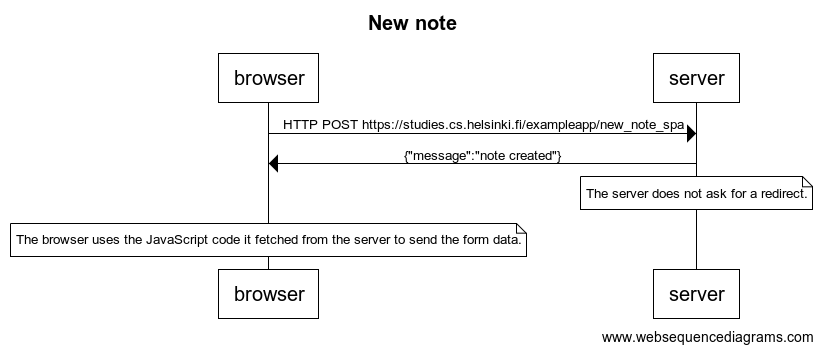 New note
browser
server
HTTP POST https://studies.cs.helsinki.fi/exampleapp/new_note_spa
{"message":"note created"}
The server does not ask for a redirect.
The browser uses the JavaScript code it fetched from the server to send the form data.
browser
server
www.websequencediagrams.com